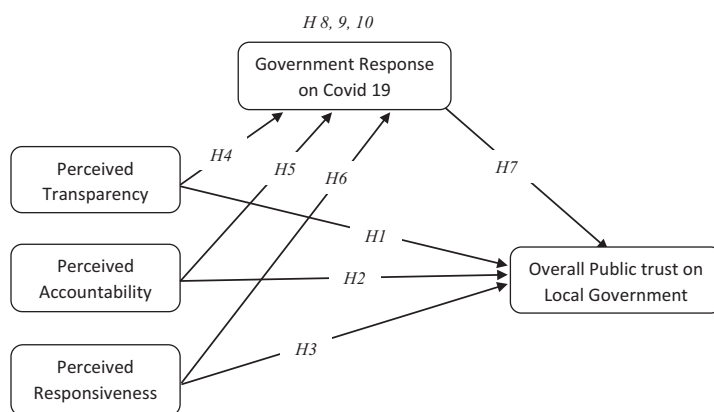 H 8, 9, 10
Government Response
on Covid 19
H4
H5
H6
H7
Perceived
Transparency
H1
Perceived
Accountability
H2
Overall Public trust on
Local Government
H3
Perceived
Responsiveness